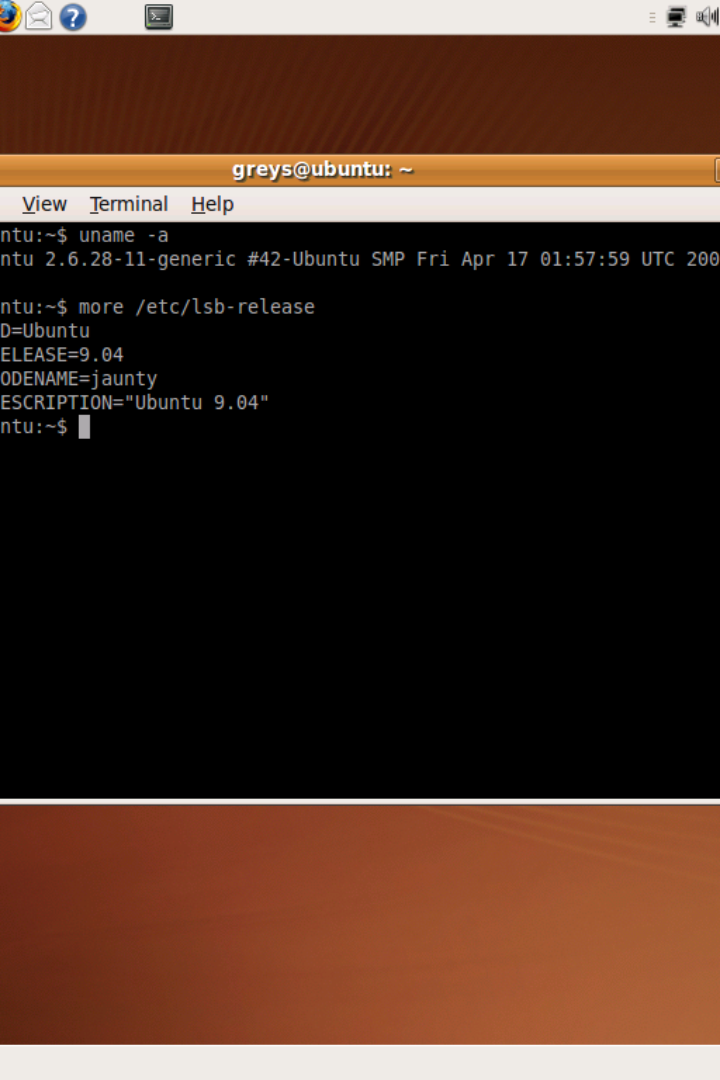 greys@ubuntu: ~
View Terminal Help
ntu:~$ uname -a
ntu 2.6.28-11-generic #42-Ubuntu SMP Fri Apr 17 01:57:59 UTC 200
ntu:~$ more /etc/lsb-release
D=Ubuntu
ELEASE=9.04
ODENAME=jaunty
ESCRIPTION="Ubuntu 9.04"
ntu:~$